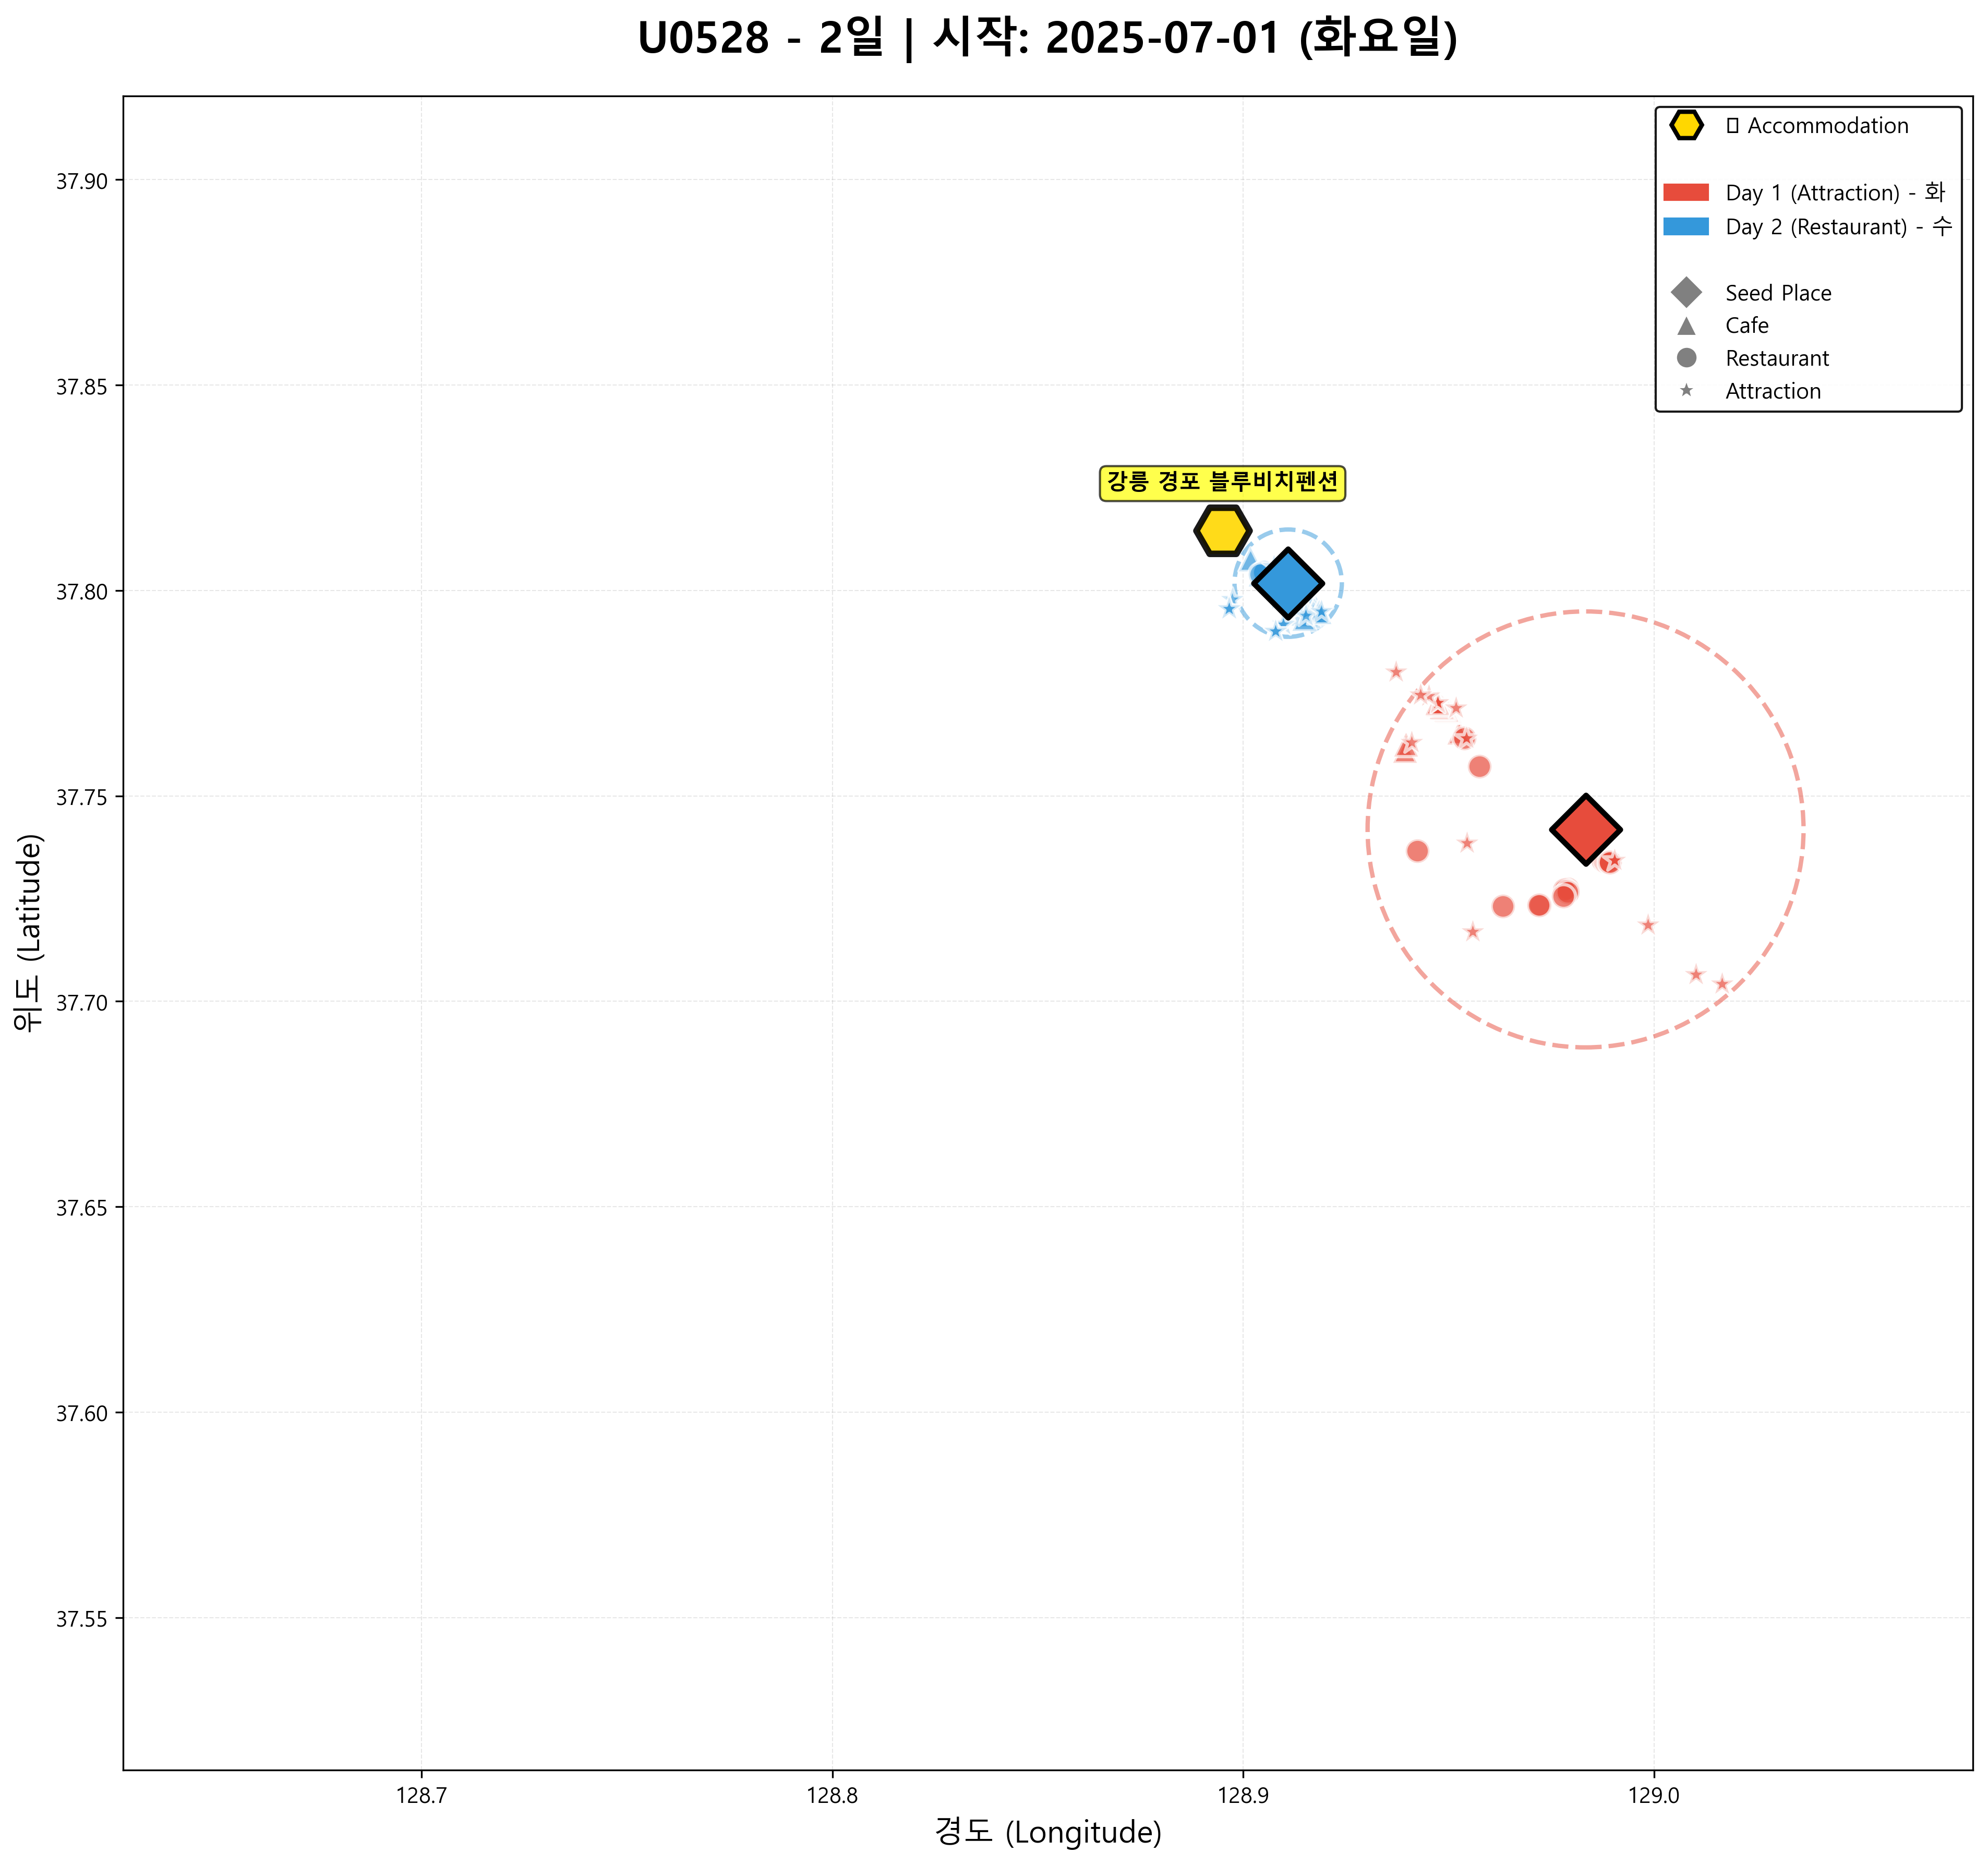 U0528 - 2일 | 시작: 2025-07-01 (화요일)
Accommodation
Day 1 (Attraction) - 화
Day 2 (Restaurant) - 수
Seed Place
Cafe
Restaurant
Attraction
강릉 경포 블루비치펜션
위도 (Latitude)
37.90
37.85
37.80
37.75
37.70
37.65
37.60
37.55
128.7
128.8
128.9
129.0
경도 (Longitude)